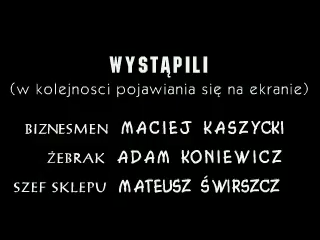 WYSTĄPILI
(w kolejnosci pojawiania się na ekranie)
BIZNESMEN MACIEJ KASZYCKI
ŻEBRAK ADAM KONIEWICZ
SZEF SKLEPU MATEUSZ ŚWIRSZCZ